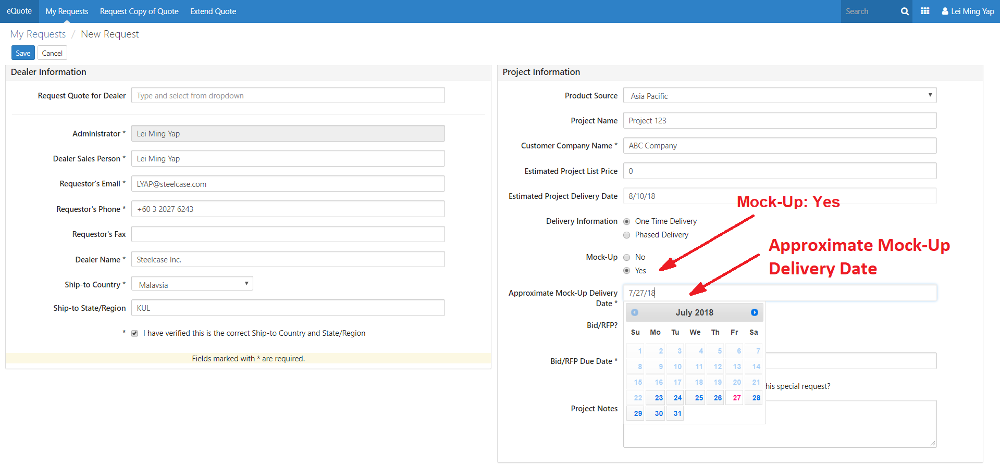 eQuote My Requests Request Copy of Quote Extend Quote Search Lei Ming Yap
My Requests / New Request
Save Cancel
Dealer Information
Request Quote for Dealer Type and select from dropdown
Administrator * Lei Ming Yap
Dealer Sales Person * Lei Ming Yap
Requestor's Email * LYAP@steelcase.com
Requestor's Phone * +60 3 2027 6243
Requestor's Fax
Dealer Name * Steelcase Inc.
Ship-to Country * Malaysia
Ship-to State/Region KUL
* I have verified this is the correct Ship-to Country and State/Region
Fields marked with * are required.
Project Information
Product Source Asia Pacific
Project Name Project 123
Customer Company Name * ABC Company
Estimated Project List Price 0
Estimated Project Delivery Date 8/10/18
Mock-Up: Yes
Delivery Information One Time Delivery
Phased Delivery
Approximate Mock-Up
Delivery Date
Mock-Up No
Yes
Approximate Mock-Up Delivery 7/27/18
Date *
July 2018
Bid/RFP?
Su Mo Tu We Th Fr Sa
1 2 3 4 5 6 7
Bid/RFP Due Date *
8 9 10 11 12 13 14
15 16 17 18 19 20 21
his special request?
22 23 24 25 26 27 28
Project Notes
29 30 31